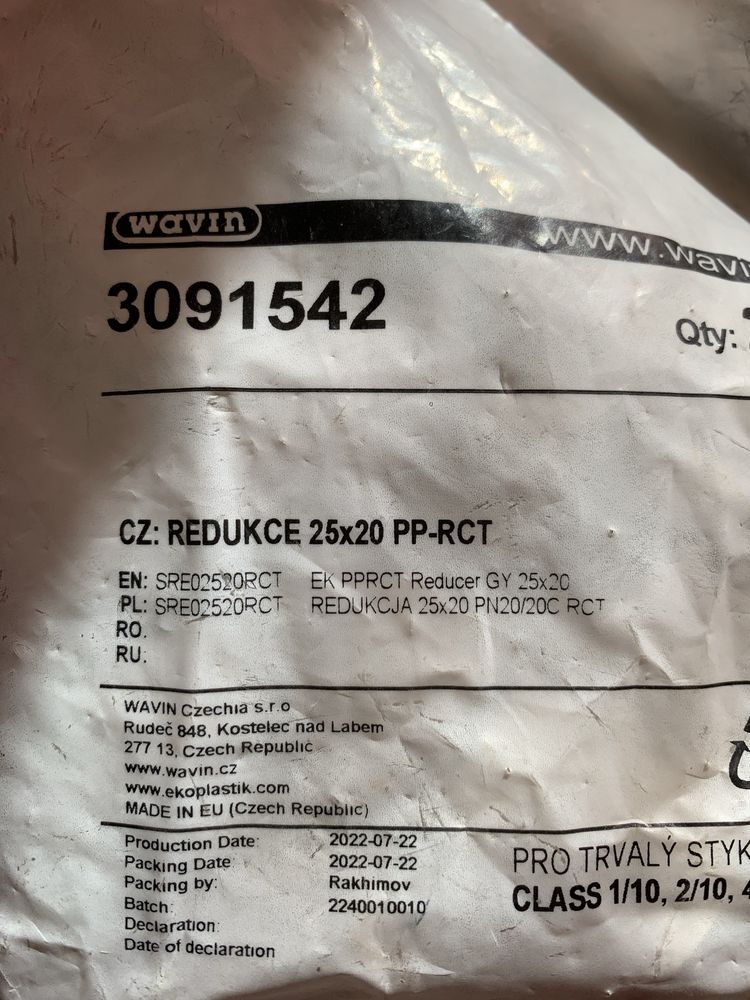 wavin
www.wavi
3091542
Qty:
CZ: REDUKCE 25x20 PP-RCT
EN: SRE02520RCT EK PPRCT Reducer GY 25x20
PL: SRE02520RCT REDUKCJA 25x20 PN20/20C RCT
RO.
RU.
WAVIN Czechia s.r.o
Rudeč 848, Kostelec nad Labem
277 13, Czech Republic
www.wavin.cz
www.ekoplastik.com
MADE IN EU (Czech Republic)
Production Date: 2022-07-22
Packing Date 2022-07-22
Packing by: Rakhimov
Batch: 2240010010
Declaration:
Date of declaration
PRO TRVALÝ STYK
CLASS 1/10, 2/10, 4